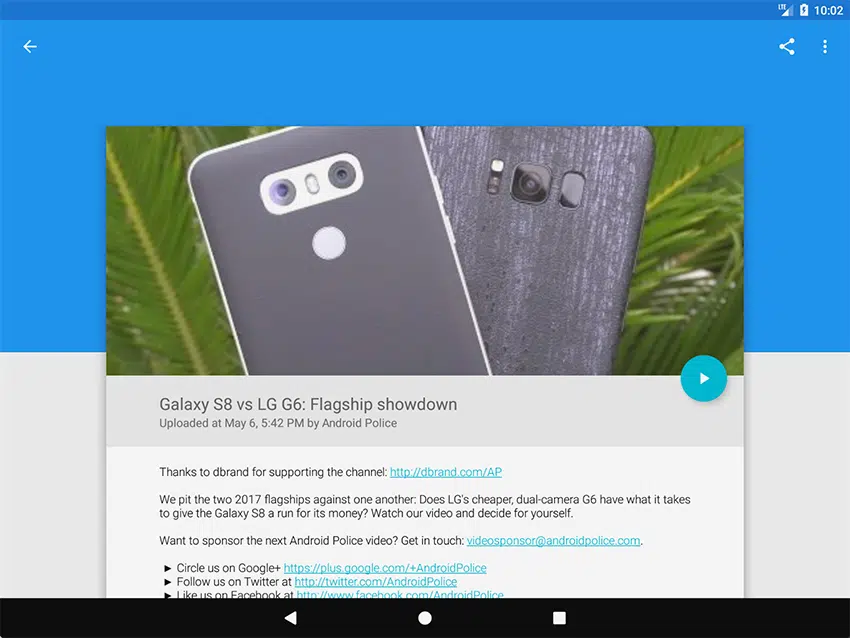 LTE 10:02
Galaxy S8 vs LG G6: Flagship showdown
Uploaded at May 6, 5:42 PM by Android Police
Thanks to dbrand for supporting the channel: http://dbrand.com/AP
We pit the two 2017 flagships against one another: Does LG's cheaper, dual-camera G6 have what it takes
to give the Galaxy S8 a run for its money? Watch our video and decide for yourself.
Want to sponsor the next Android Police video? Get in touch: videosponsor@androidpolice.com.
► Circle us on Google+ https://plus.google.com/+AndroidPolice
► Follow us on Twitter at http://twitter.com/AndroidPolice
► Like us on Facebook at http://www.facebook.com/AndroidPolice